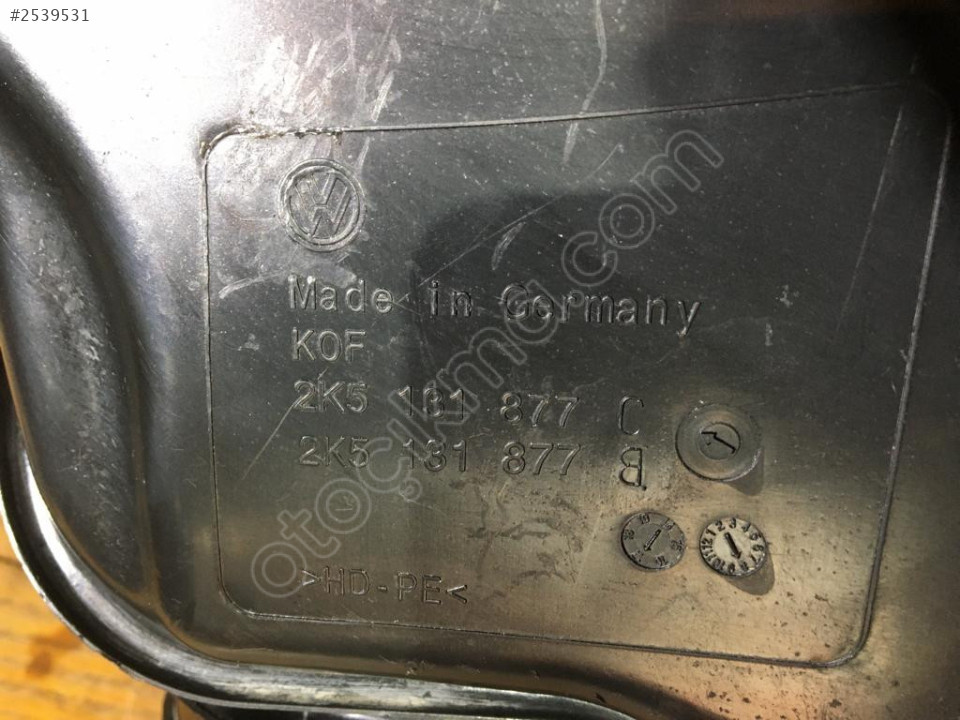 #2539531
Made in Germany
KOF
2K5 131 877 C
2K5 131 877 B
>HD-PE<
otoçıkma.com